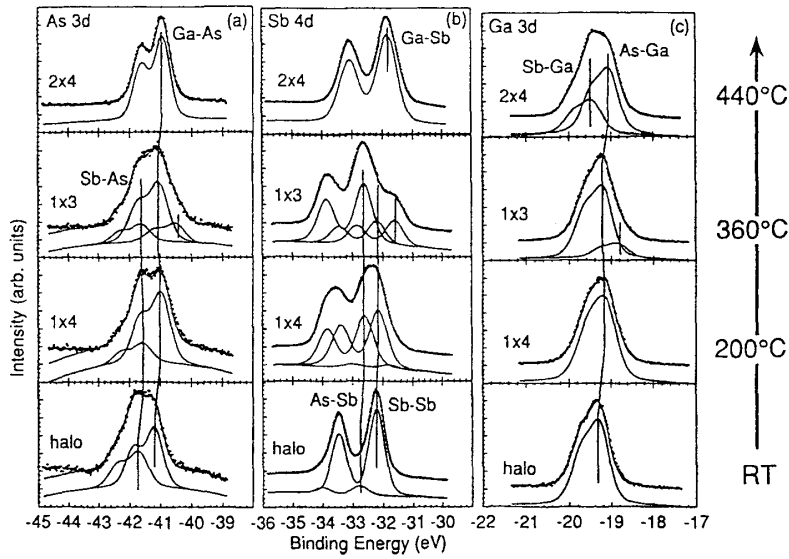 As 3d
(a)
Ga-As
2x4
Sb-As
1x3
1x4
halo
Sb 4d
(b)
Ga-Sb
2x4
1x3
1x4
As-Sb
Sb-Sb
halo
Ga 3d
(c)
Sb-Ga
As-Ga
2x4
1x3
1x4
halo
440°C
360°C
200°C
RT
Intensity (arb. units)
-45 -44 -43 -42 -41 -40 -39
-36 -35 -34 -33 -32 -31 -30
-22 -21 -20 -19 -18 -17
Binding Energy (eV)